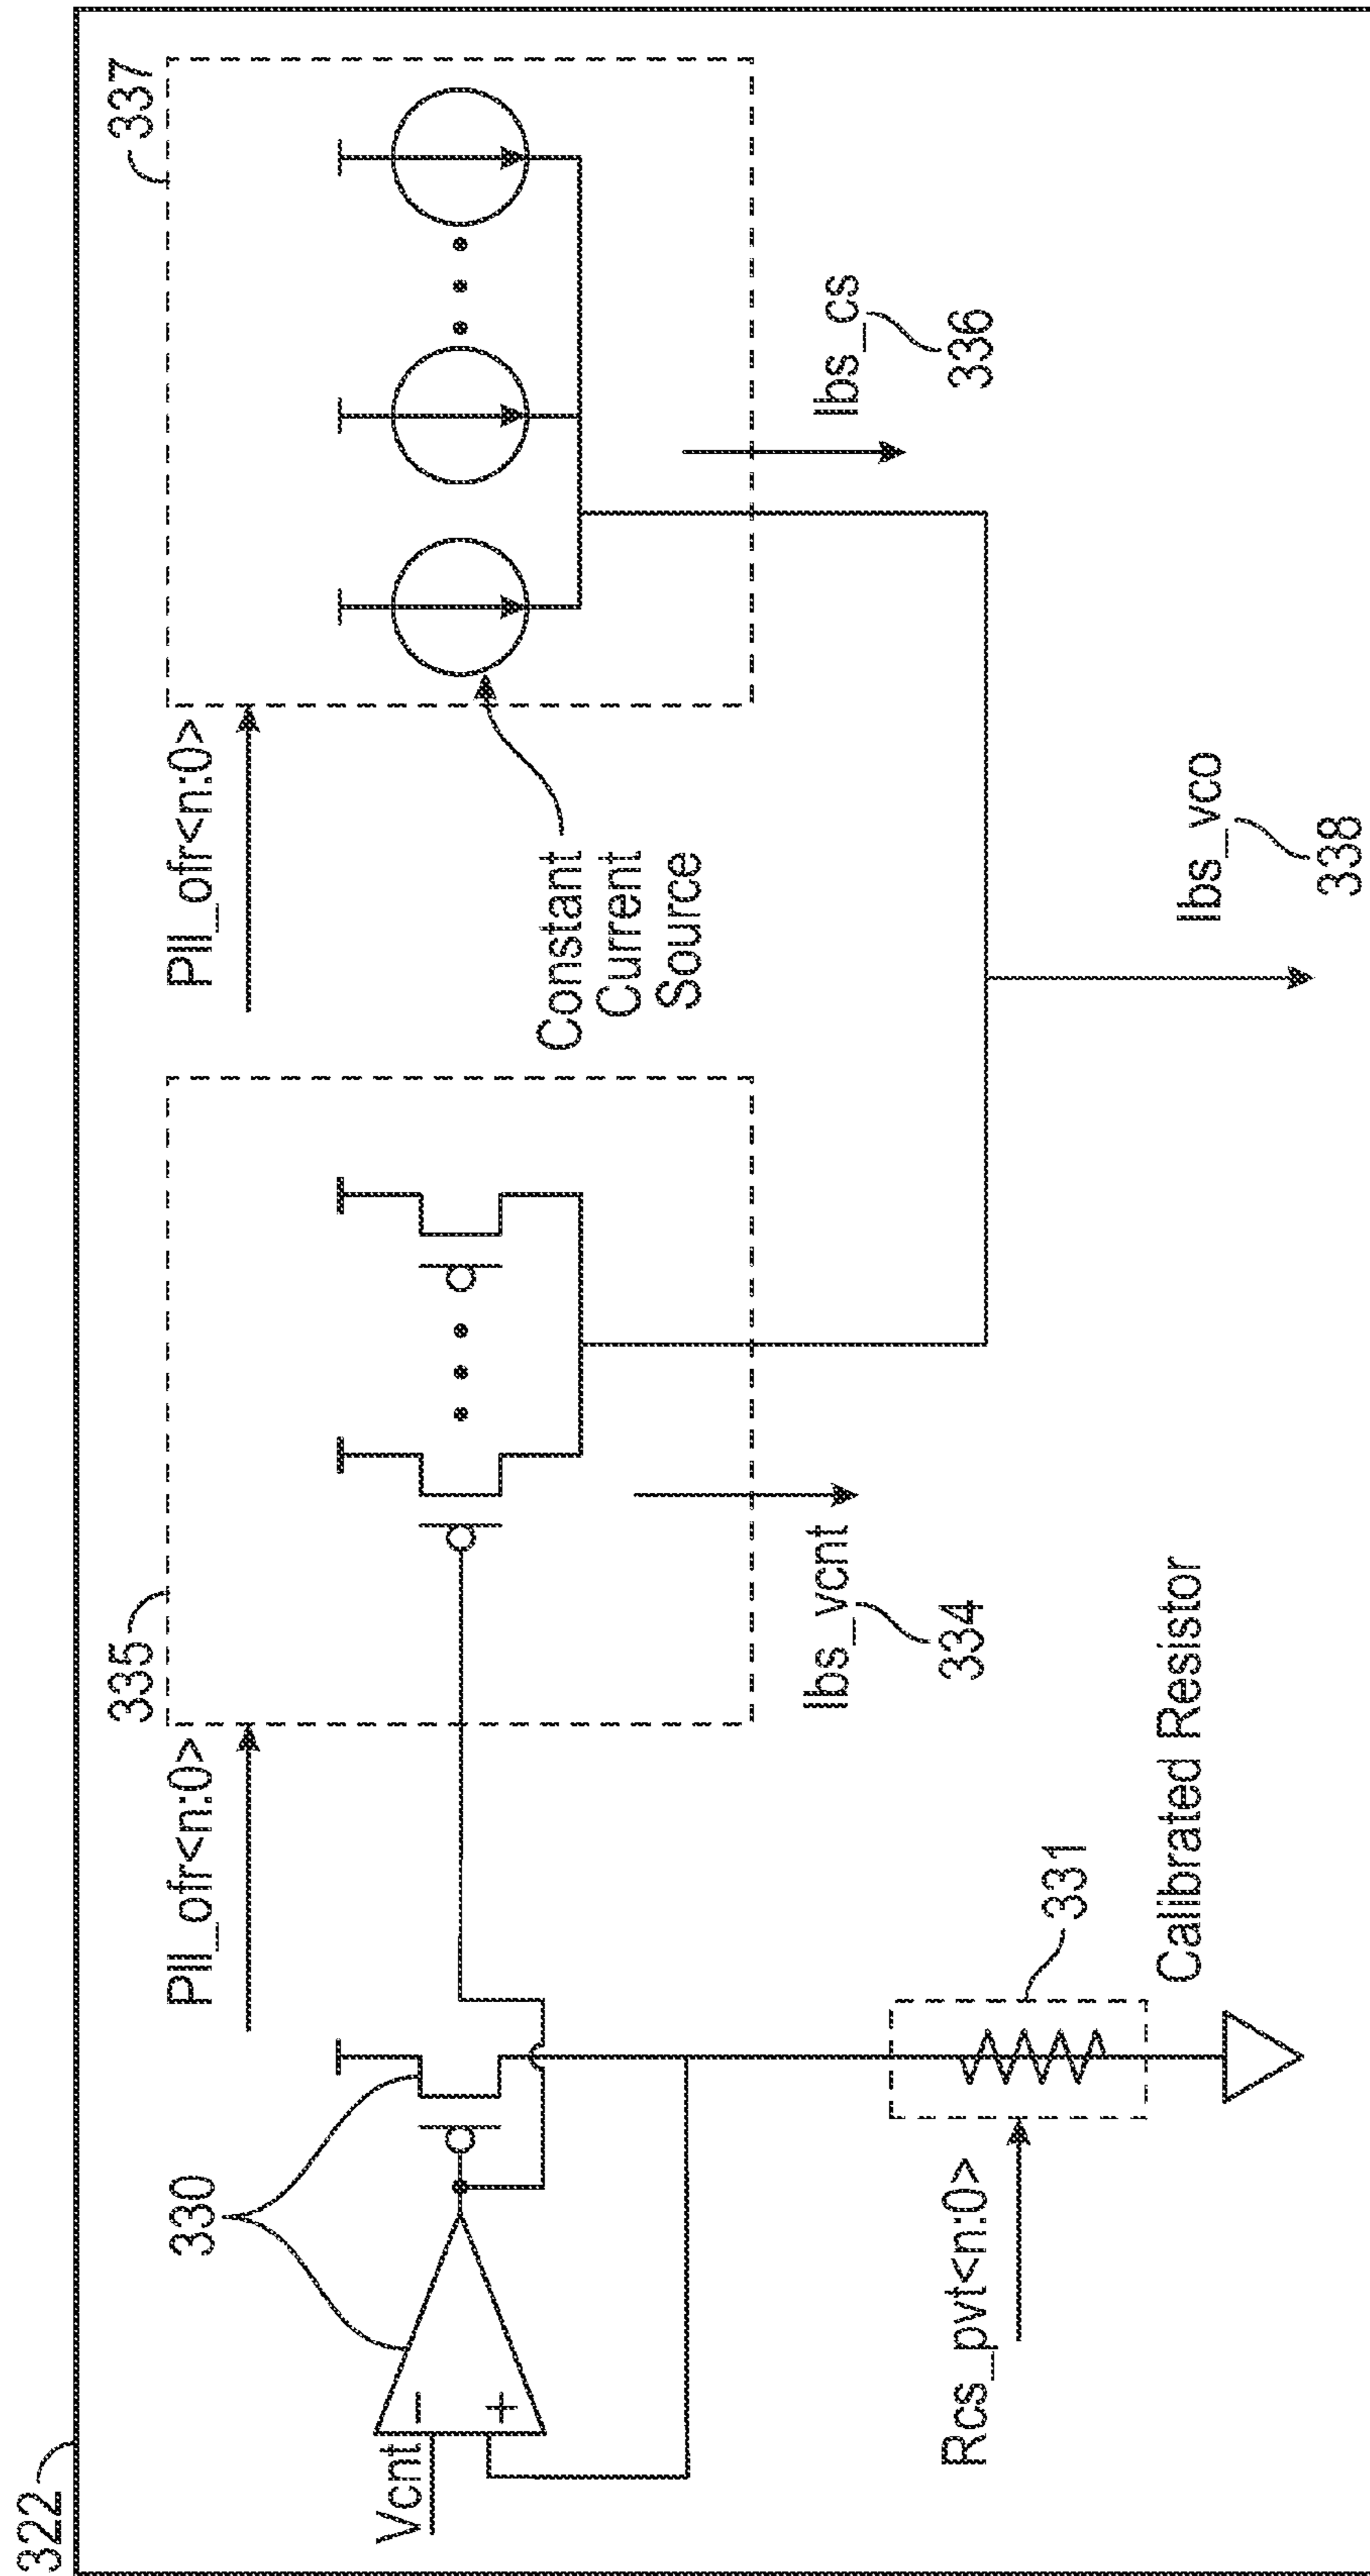 322
330
Pll_ofr<n:0>
335
Pll_ofr<n:0>
337
Vcnt
−
+
Constant
Current
Source
Ibs_vcnt
334
Ibs_cs
336
Rcs_pvt<n:0>
331
Calibrated Resistor
Ibs_vco
338